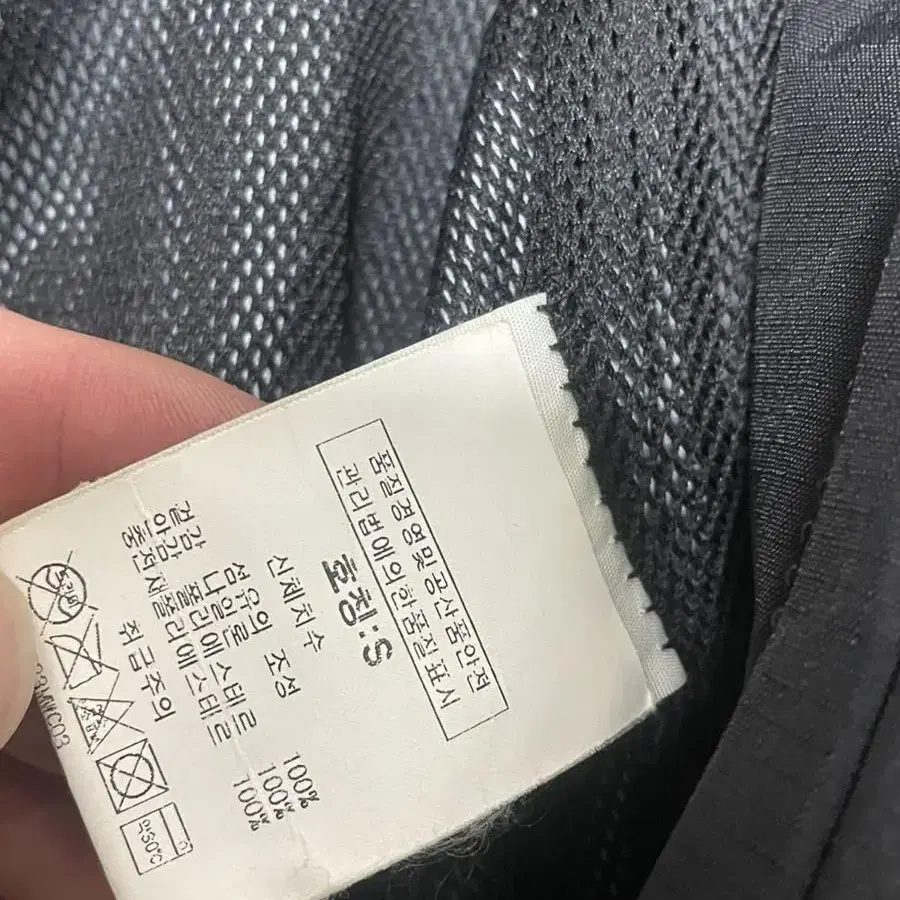 품질경영및공산품안전
관리법에의한품질표시
호칭:S
신체치수
섬유의 조성
겉감 나일론 100%
안감 폴리에스테르 100%
충전재 폴리에스테르 100%
취급주의
약30℃